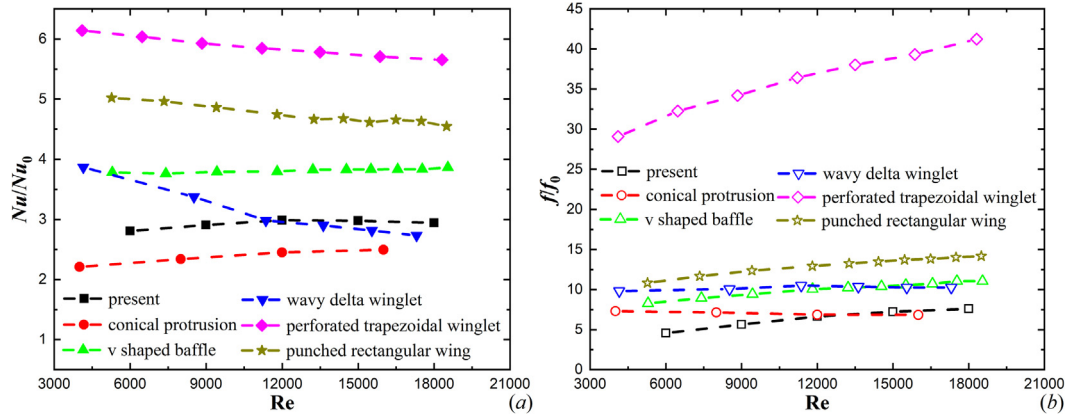 Nu/Nu0
6
5
4
3
2
1
present
conical protrusion
v shaped baffle
wavy delta winglet
perforated trapezoidal winglet
punched rectangular wing
3000 6000 9000 12000 15000 18000 21000
Re
(a)
f/f0
45
40
35
30
25
20
15
10
5
0
present
conical protrusion
v shaped baffle
wavy delta winglet
perforated trapezoidal winglet
punched rectangular wing
3000 6000 9000 12000 15000 18000 21000
Re
(b)